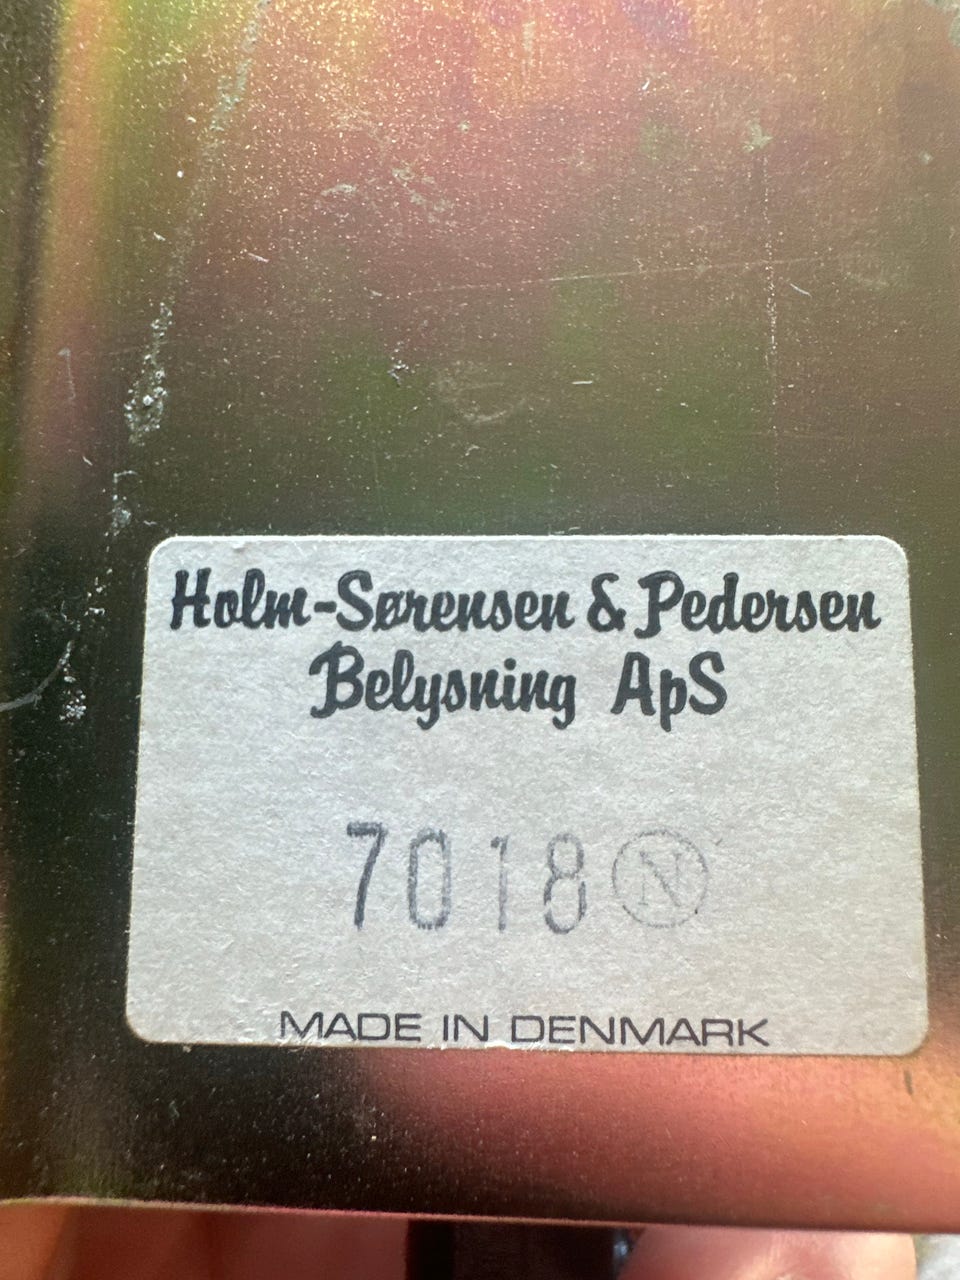 Holm-Sørensen & Pedersen
Belysning ApS
7018 Ⓝ
MADE IN DENMARK